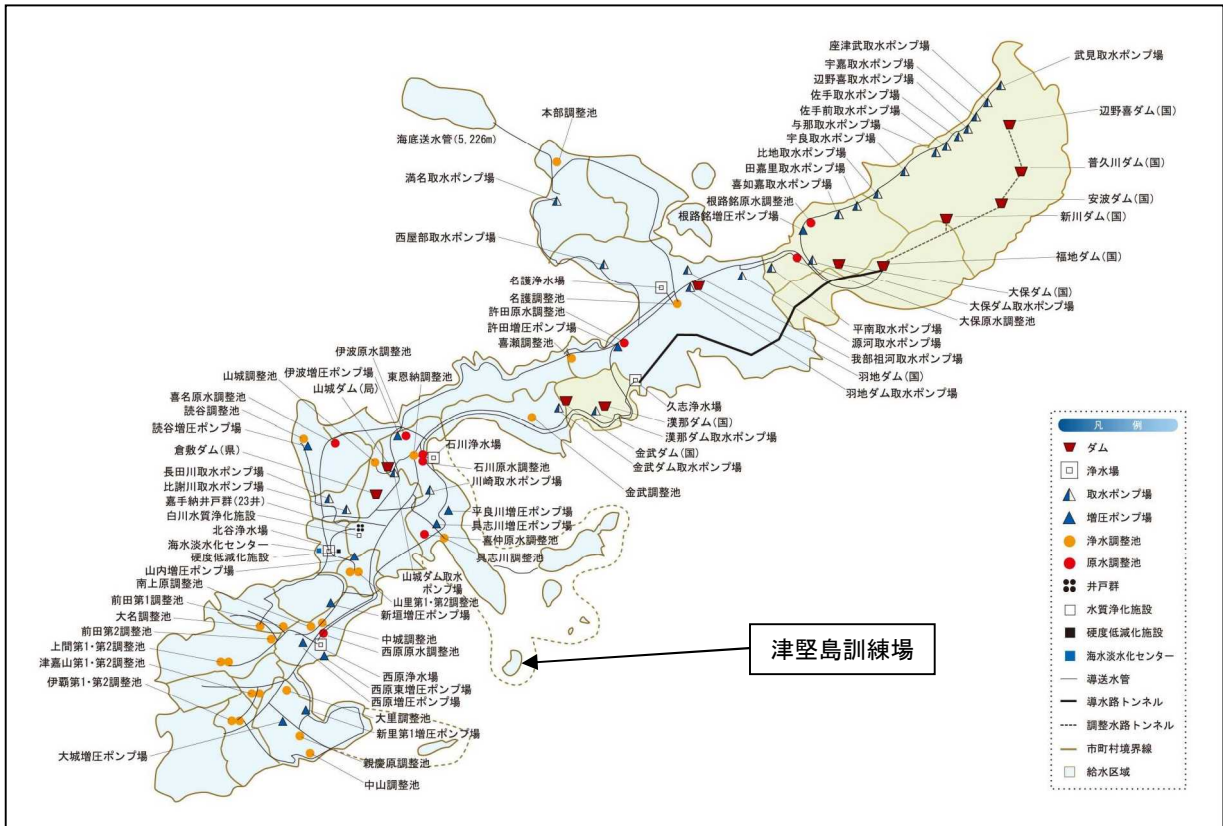 座津武取水ポンプ場
武見取水ポンプ場
宇嘉取水ポンプ場
辺野喜取水ポンプ場
佐手取水ポンプ場
辺野喜ダム(国)
佐手前取水ポンプ場
与那取水ポンプ場
宇良取水ポンプ場
比地取水ポンプ場
普久川ダム(国)
田嘉里取水ポンプ場
喜如嘉取水ポンプ場
安波ダム(国)
根路銘原水調整池
新川ダム(国)
根路銘増圧ポンプ場
福地ダム(国)
大保ダム(国)
大保ダム取水ポンプ場
大保原水調整池
本部調整池
海底送水管(5,226m)
満名取水ポンプ場
西屋部取水ポンプ場
名護浄水場
名護調整池
許田原水調整池
許田増圧ポンプ場
喜瀬調整池
平南取水ポンプ場
源河取水ポンプ場
我部祖河取水ポンプ場
羽地ダム(国)
羽地ダム取水ポンプ場
久志浄水場
漢那ダム(国)
漢那ダム取水ポンプ場
金武ダム(国)
金武ダム取水ポンプ場
金武調整池
伊波原水調整池
伊波増圧ポンプ場
東恩納調整池
山城調整池
山城ダム(局)
喜名原水調整池
読谷調整池
読谷増圧ポンプ場
倉敷ダム(県)
長田川取水ポンプ場
比謝川取水ポンプ場
嘉手納井戸群(23井)
白川水質浄化施設
北谷浄水場
海水淡水化センター
硬度低減化施設
山内増圧ポンプ場
石川浄水場
石川原水調整池
川崎取水ポンプ場
平良川増圧ポンプ場
具志川増圧ポンプ場
喜仲原水調整池
具志川調整池
山城ダム取水
ポンプ場
山里第1・第2調整池
新垣増圧ポンプ場
南上原調整池
前田第1調整池
大名調整池
前田第2調整池
上間第1・第2調整池
津嘉山第1・第2調整池
伊覇第1・第2調整池
中城調整池
西原原水調整池
西原浄水場
西原東増圧ポンプ場
西原増圧ポンプ場
大里調整池
新里第1増圧ポンプ場
大城増圧ポンプ場
親慶原調整池
中山調整池
津堅島訓練場
凡例
ダム
浄水場
取水ポンプ場
増圧ポンプ場
浄水調整池
原水調整池
井戸群
水質浄化施設
硬度低減化施設
海水淡水化センター
導送水管
導水路トンネル
調整水路トンネル
市町村境界線
給水区域